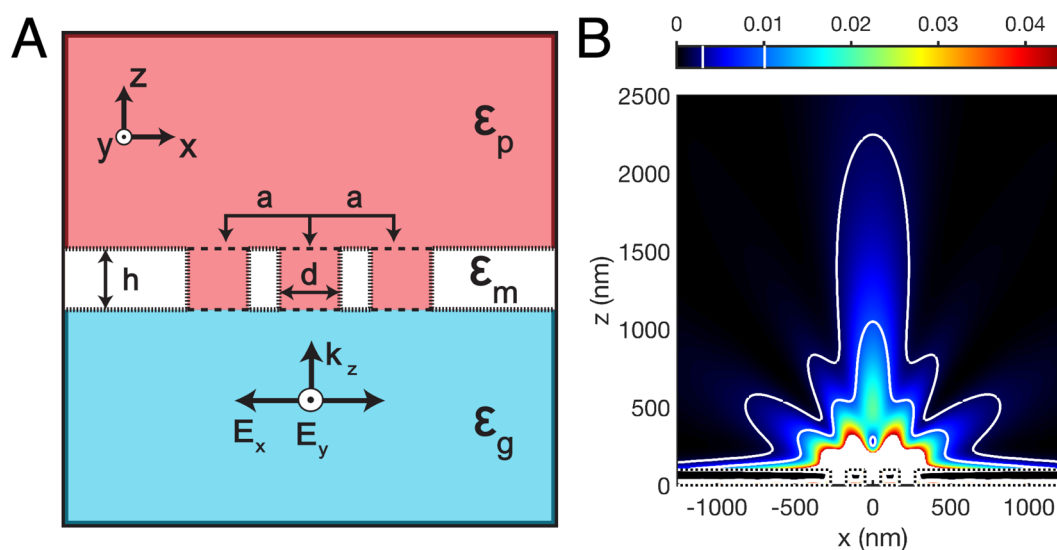 A
z
y x
εp
a a
h
d
εm
kz
Ex Ey
εg
B
0 0.01 0.02 0.03 0.04
2500
2000
1500
1000
500
0
z (nm)
-1000 -500 0 500 1000
x (nm)